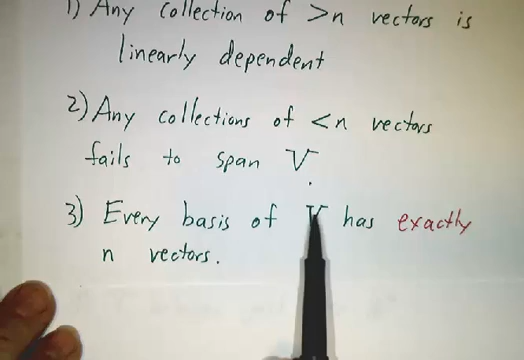 1) Any collection of >n vectors is
linearly dependent
2) Any collections of <n vectors
fails to span V
3) Every basis of V has exactly
n vectors.